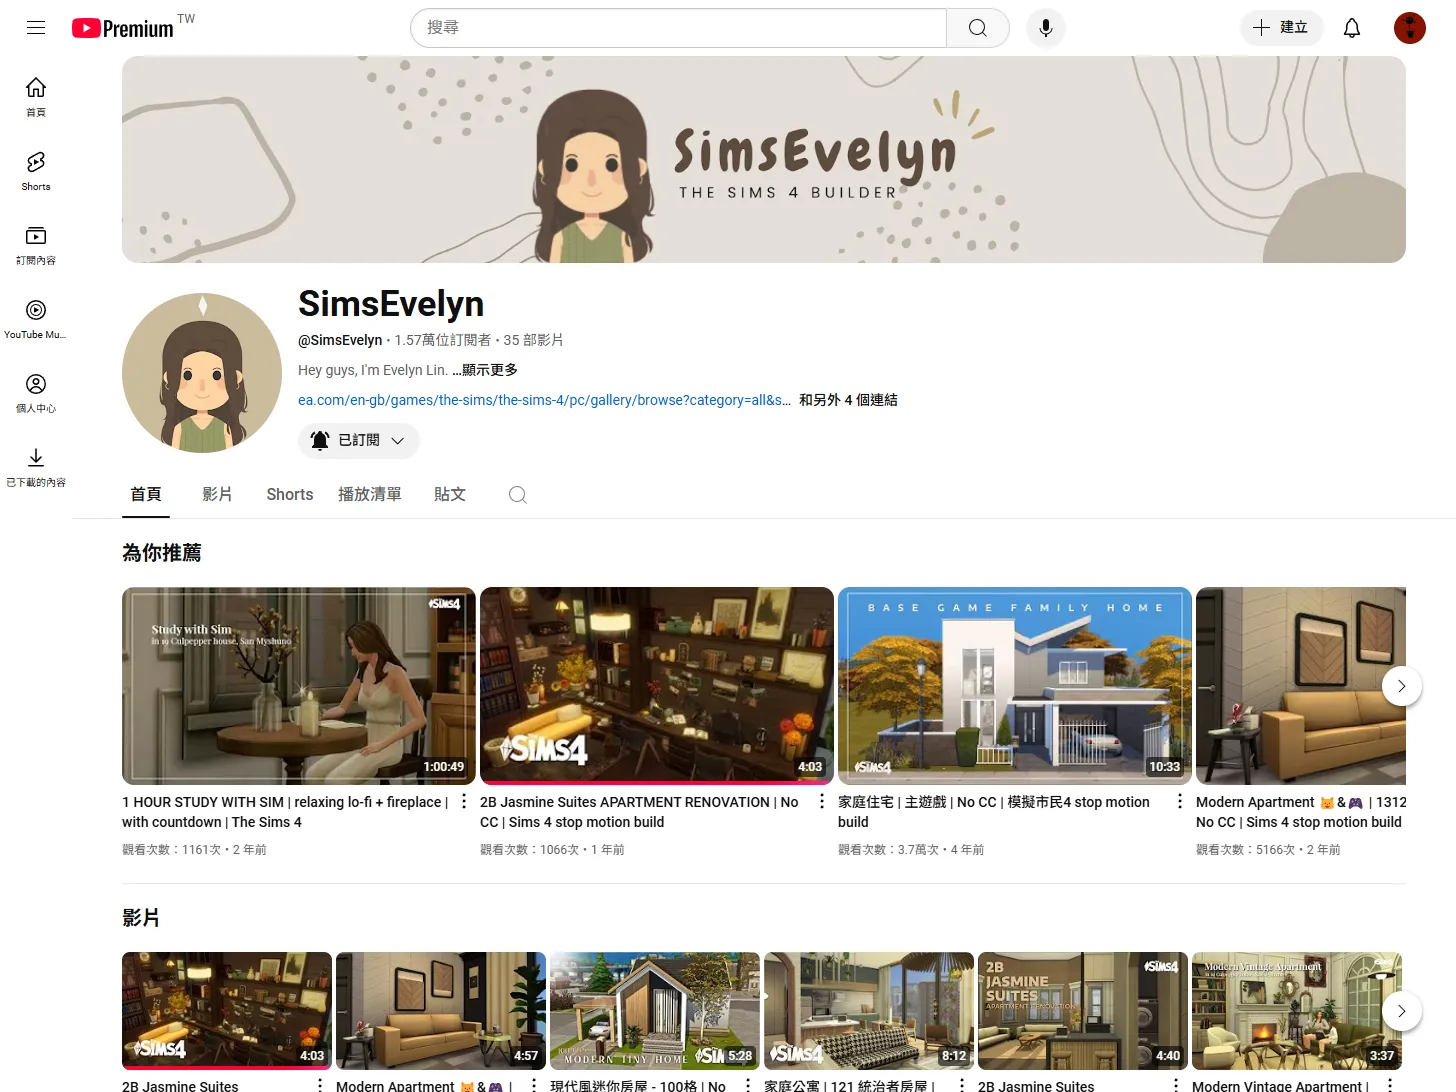 Premium TW
搜尋
建立
首頁
Shorts
訂閱內容
YouTube Mu...
個人中心
已下載的內容
SimsEvelyn
THE SIMS 4 BUILDER
SimsEvelyn
@SimsEvelyn • 1.57萬位訂閱者 • 35 部影片
Hey guys, I'm Evelyn Lin. ...顯示更多
ea.com/en-gb/games/the-sims/the-sims-4/pc/gallery/browse?category=all&s... 和另外 4 個連結
已訂閱
首頁 影片 Shorts 播放清單 貼文
為你推薦
SIMS4
Study with Sim
in 19 Culpepper house, San Myshuno
1:00:49
SIMS4
4:03
BASE GAME FAMILY HOME
SIMS4
10:33
1 HOUR STUDY WITH SIM | relaxing lo-fi + fireplace |
with countdown | The Sims 4
觀看次數：1161次 • 2 年前
2B Jasmine Suites APARTMENT RENOVATION | No
CC | Sims 4 stop motion build
觀看次數：1066次 • 1 年前
家庭住宅 | 主遊戲 | No CC | 模擬市民4 stop motion
build
觀看次數：3.7萬次 • 4 年前
Modern Apartment 🐱&🎮 | 1312
No CC | Sims 4 stop motion build
觀看次數：5166次 • 2 年前
影片
SIMS4
4:03
4:57
MODERN TINY HOME
SIM
5:28
SIMS4
8:12
2B
JASMINE
SUITES
APARTMENT RENOVATION
SIMS4
4:40
Modern Vintage Apartment
3:37
2B Jasmine Suites
Modern Apartment 🐱&🎮 |
現代風迷你房屋 - 100格 | No
家庭公寓 | 121 統治者房屋 |
2B Jasmine Suites
Modern Vintage Apartment |